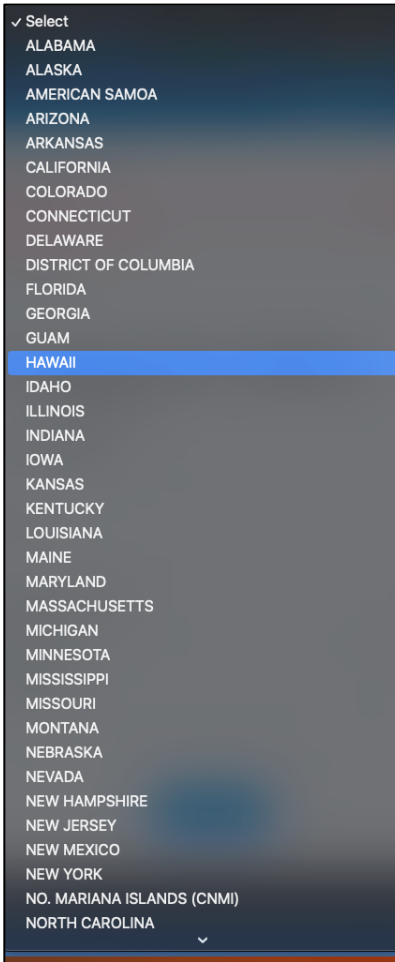 Select
ALABAMA
ALASKA
AMERICAN SAMOA
ARIZONA
ARKANSAS
CALIFORNIA
COLORADO
CONNECTICUT
DELAWARE
DISTRICT OF COLUMBIA
FLORIDA
GEORGIA
GUAM
HAWAII
IDAHO
ILLINOIS
INDIANA
IOWA
KANSAS
KENTUCKY
LOUISIANA
MAINE
MARYLAND
MASSACHUSETTS
MICHIGAN
MINNESOTA
MISSISSIPPI
MISSOURI
MONTANA
NEBRASKA
NEVADA
NEW HAMPSHIRE
NEW JERSEY
NEW MEXICO
NEW YORK
NO. MARIANA ISLANDS (CNMI)
NORTH CAROLINA